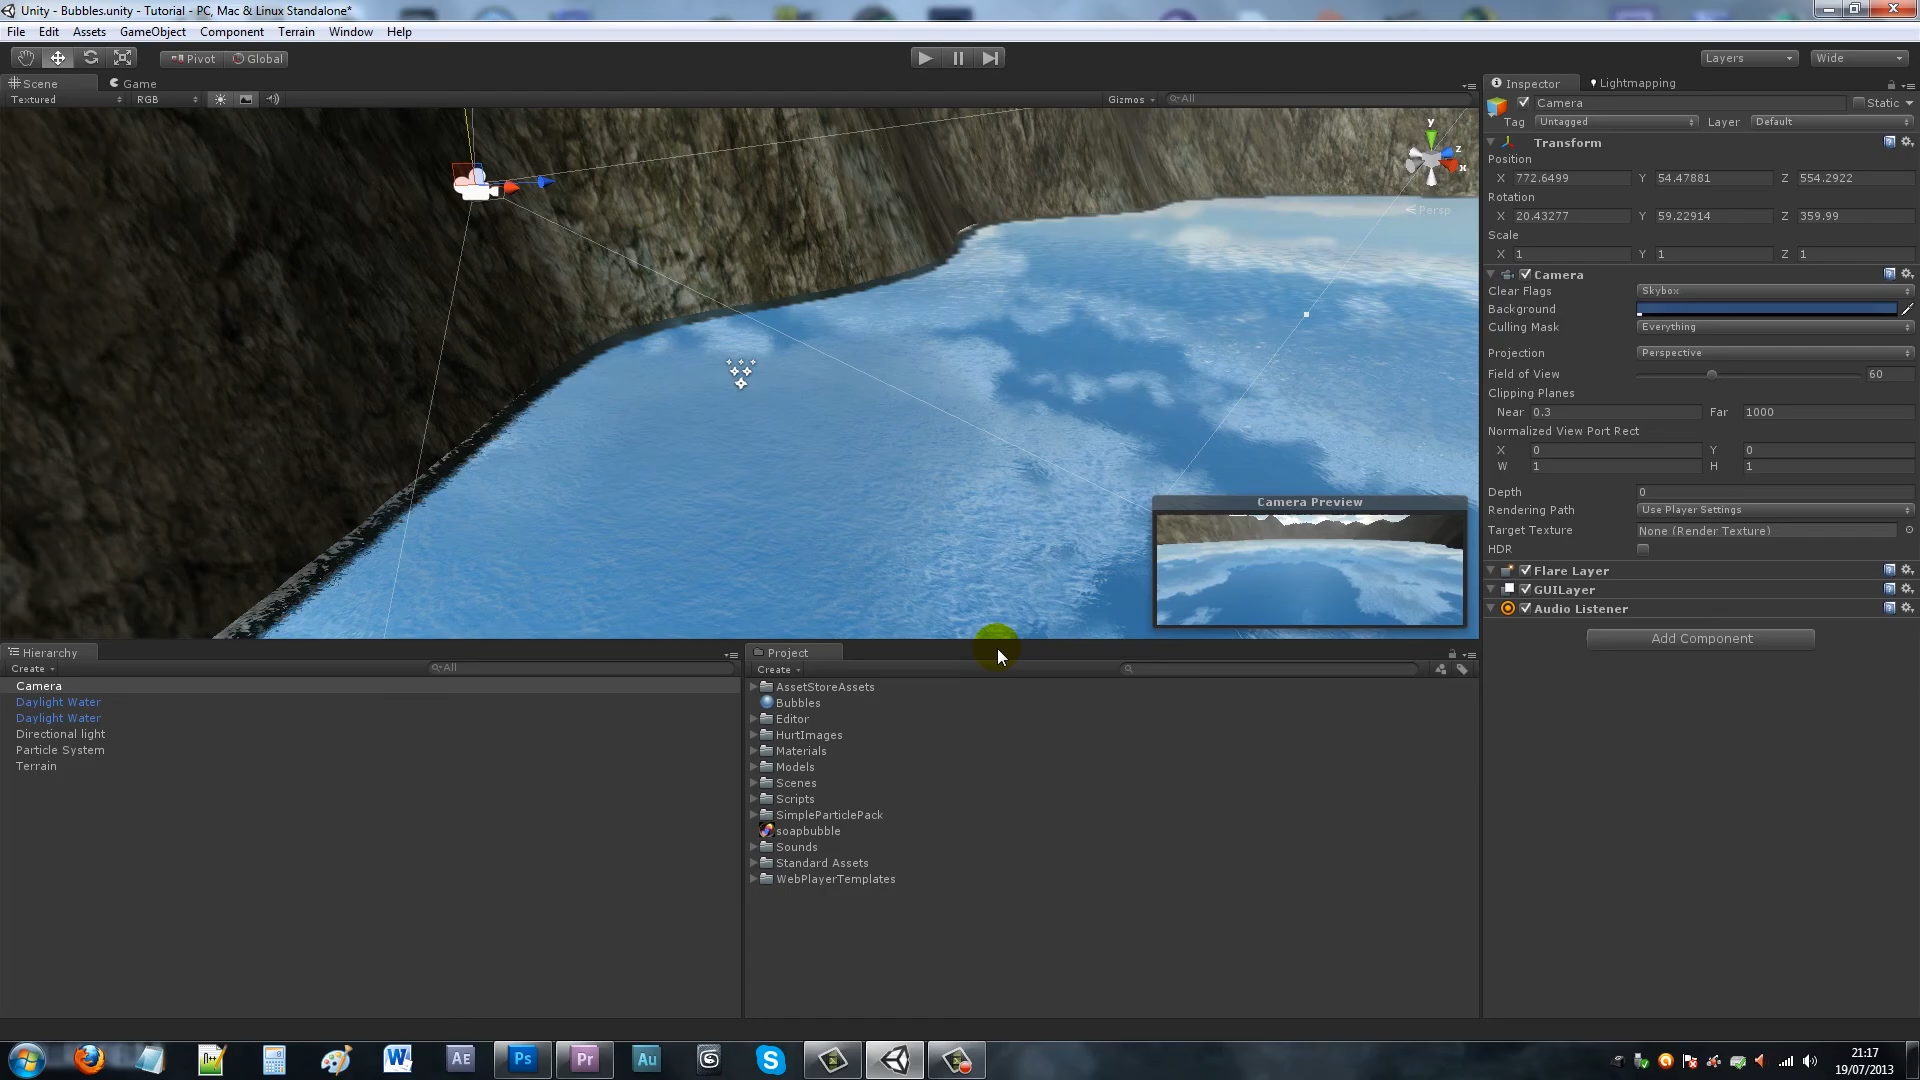 Unity - Bubbles.unity - Tutorial - PC, Mac & Linux Standalone*
File Edit Assets GameObject Component Terrain Window Help
Pivot Global Layers Wide
Scene Game
Textured RGB Gizmos All
y
z
x
Persp
Camera Preview
Inspector Lightmapping
Camera Static
Tag Untagged Layer Default
Transform
Position
X 772.6499 Y 54.47881 Z 554.2922
Rotation
X 20.43277 Y 59.22914 Z 359.99
Scale
X 1 Y 1 Z 1
Camera
Clear Flags Skybox
Background
Culling Mask Everything
Projection Perspective
Field of View 60
Clipping Planes
Near 0.3 Far 1000
Normalized View Port Rect
X 0 Y 0
W 1 H 1
Depth 0
Rendering Path Use Player Settings
Target Texture None (Render Texture)
HDR
Flare Layer
GUILayer
Audio Listener
Add Component
Hierarchy
Create All
Camera
Daylight Water
Daylight Water
Directional light
Particle System
Terrain
Project
Create
AssetStoreAssets
Bubbles
Editor
HurtImages
Materials
Models
Scenes
Scripts
SimpleParticlePack
soapbubble
Sounds
Standard Assets
WebPlayerTemplates
W AE Ps Pr Au S
21:17
19/07/2013